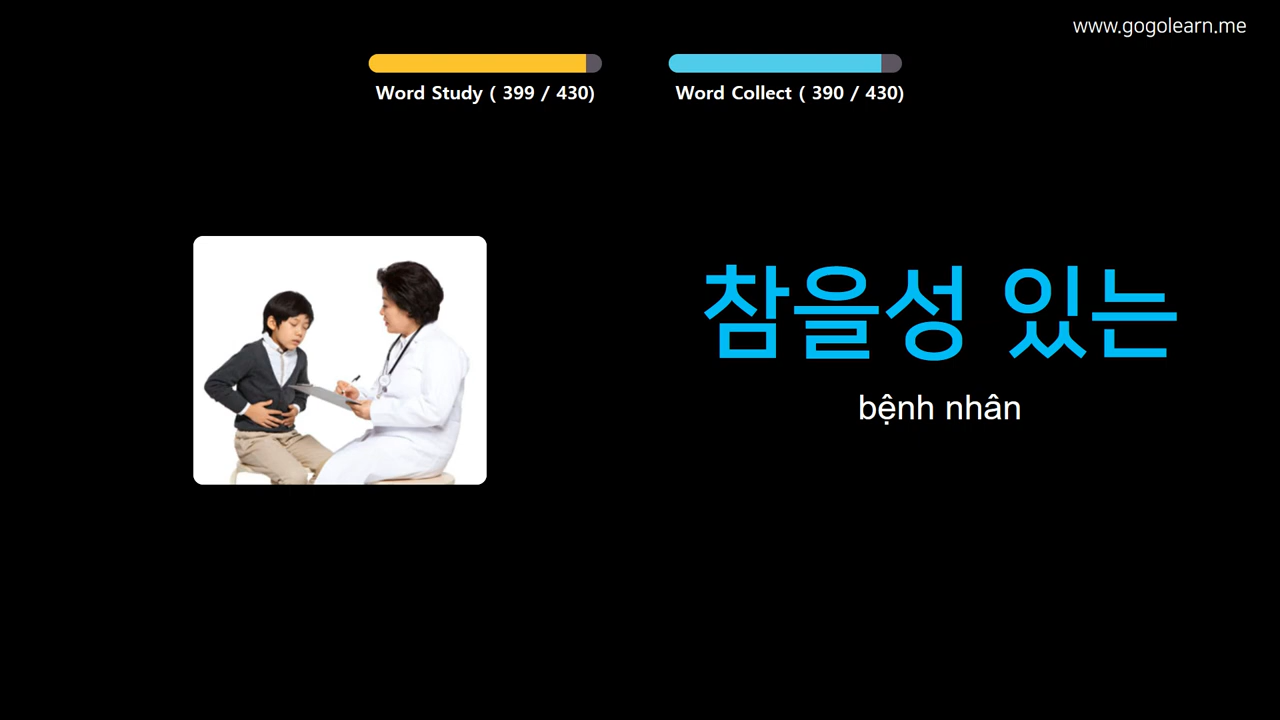 www.gogolearn.me
Word Study ( 399 / 430)
Word Collect ( 390 / 430)
참을성 있는
bệnh nhân